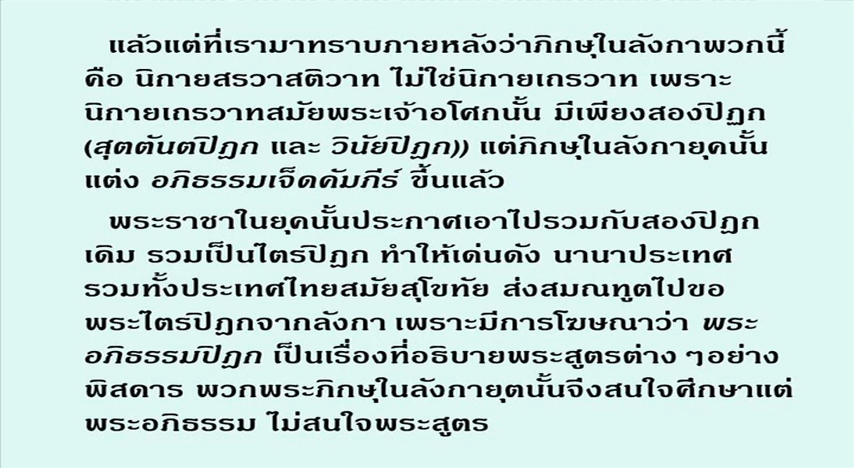 แล้วแต่ที่เรามาทราบภายหลังว่าภิกษุในลังกาพวกนี้
คือ นิกายสรวาสติวาท ไม่ใช่นิกายเถรวาท เพราะ
นิกายเถรวาทสมัยพระเจ้าอโศกนั้น มีเพียงสองปิฏก
(สุตตันตปิฏก และ วินัยปิฏก)) แต่ภิกษุในลังกายุคนั้น
แต่ง อภิธรรมเจ็ดคัมภีร์ ขึ้นแล้ว
พระราชาในยุคนั้นประกาศเอาไปรวมกับสองปิฏก
เดิม รวมเป็นไตรปิฏก ทำให้เด่นดัง นานาประเทศ
รวมทั้งประเทศไทยสมัยสุโขทัย ส่งสมณทูตไปขอ
พระไตรปิฏกจากลังกา เพราะมีการโฆษณาว่า พระ
อภิธรรมปิฏก เป็นเรื่องที่อธิบายพระสูตรต่าง ๆอย่าง
พิสดาร พวกพระภิกษุในลังกายุตนั้นจึงสนใจศึกษาแต่
พระอภิธรรม ไม่สนใจพระสูตร